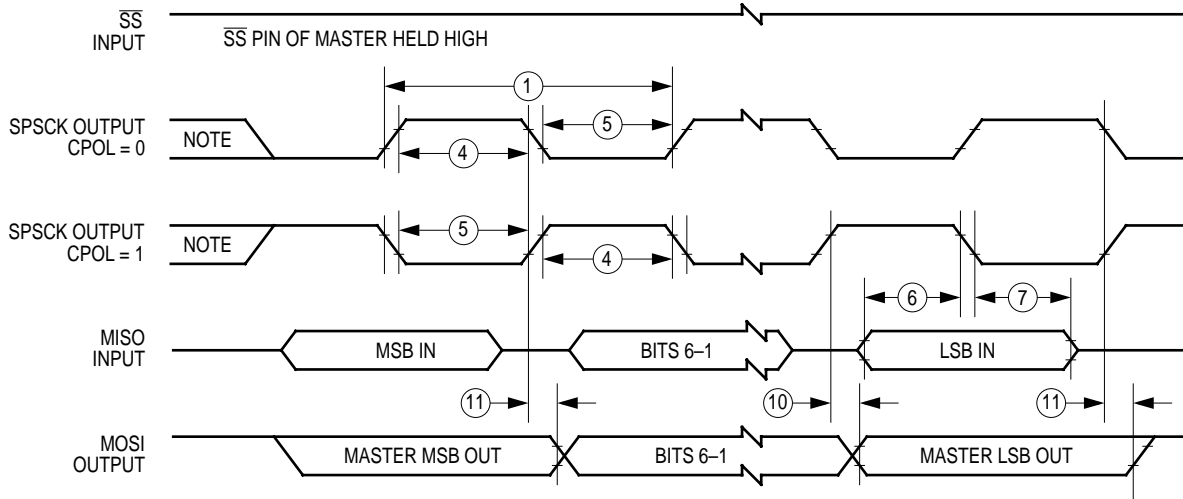 SS
INPUT
SS PIN OF MASTER HELD HIGH
1
SPSCK OUTPUT
CPOL = 0
NOTE
5
4
SPSCK OUTPUT
CPOL = 1
NOTE
5
4
6
7
MISO
INPUT
MSB IN
BITS 6–1
LSB IN
11
10
11
MOSI
OUTPUT
MASTER MSB OUT
BITS 6–1
MASTER LSB OUT